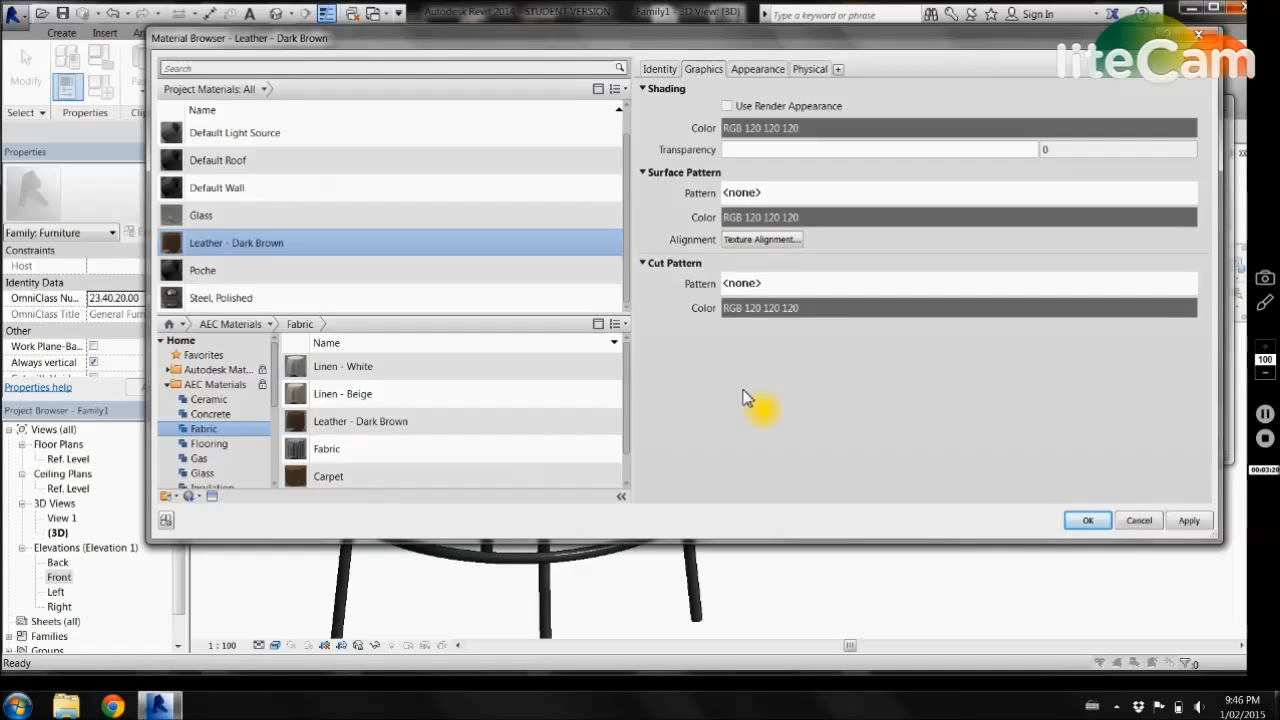 Autodesk Revit 2014 - STUDENT VERSION - Family1 - 3D View: {3D}
Type a keyword or phrase
Sign In
Create
Insert
Modify
Select
Properties
liteCam
Material Browser - Leather - Dark Brown
Search
Project Materials: All
Name
Default Light Source
Default Roof
Default Wall
Glass
Leather - Dark Brown
Poche
Steel, Polished
AEC Materials
Fabric
Home
Favorites
Autodesk Mat...
AEC Materials
Ceramic
Concrete
Fabric
Flooring
Gas
Glass
Insulation
Name
Linen - White
Linen - Beige
Leather - Dark Brown
Fabric
Carpet
Identity
Graphics
Appearance
Physical
Shading
Use Render Appearance
Color
RGB 120 120 120
Transparency
0
Surface Pattern
Pattern
<none>
Color
RGB 120 120 120
Alignment
Texture Alignment...
Cut Pattern
Pattern
<none>
Color
RGB 120 120 120
OK
Cancel
Apply
Properties
Family: Furniture
Constraints
Host
Identity Data
OmniClass Nu... 23.40.20.00
OmniClass Title General Furn
Other
Work Plane-Ba...
Always vertical
Properties help
Project Browser - Family1
Views (all)
Floor Plans
Ref. Level
Ceiling Plans
Ref. Level
3D Views
View 1
{3D}
Elevations (Elevation 1)
Back
Front
Left
Right
Sheets (all)
Families
Groups
1 : 100
Ready
:0
100
00:03:20
9:46 PM
1/02/2015